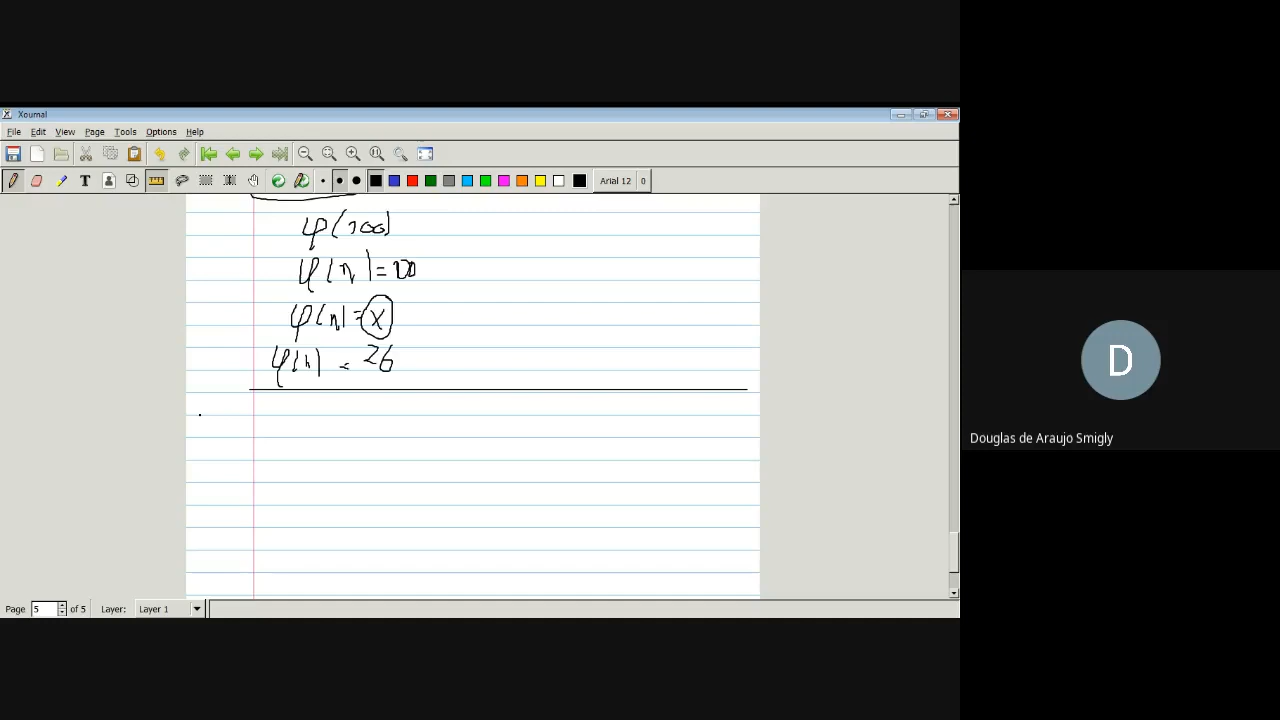 Xournal
File Edit View Page Tools Options Help
Arial 12 0
φ(100)
φ(n)=100
φ(n)=x
φ(n) = 26
Douglas de Araujo Smigly
D
Page 5 of 5 Layer: Layer 1